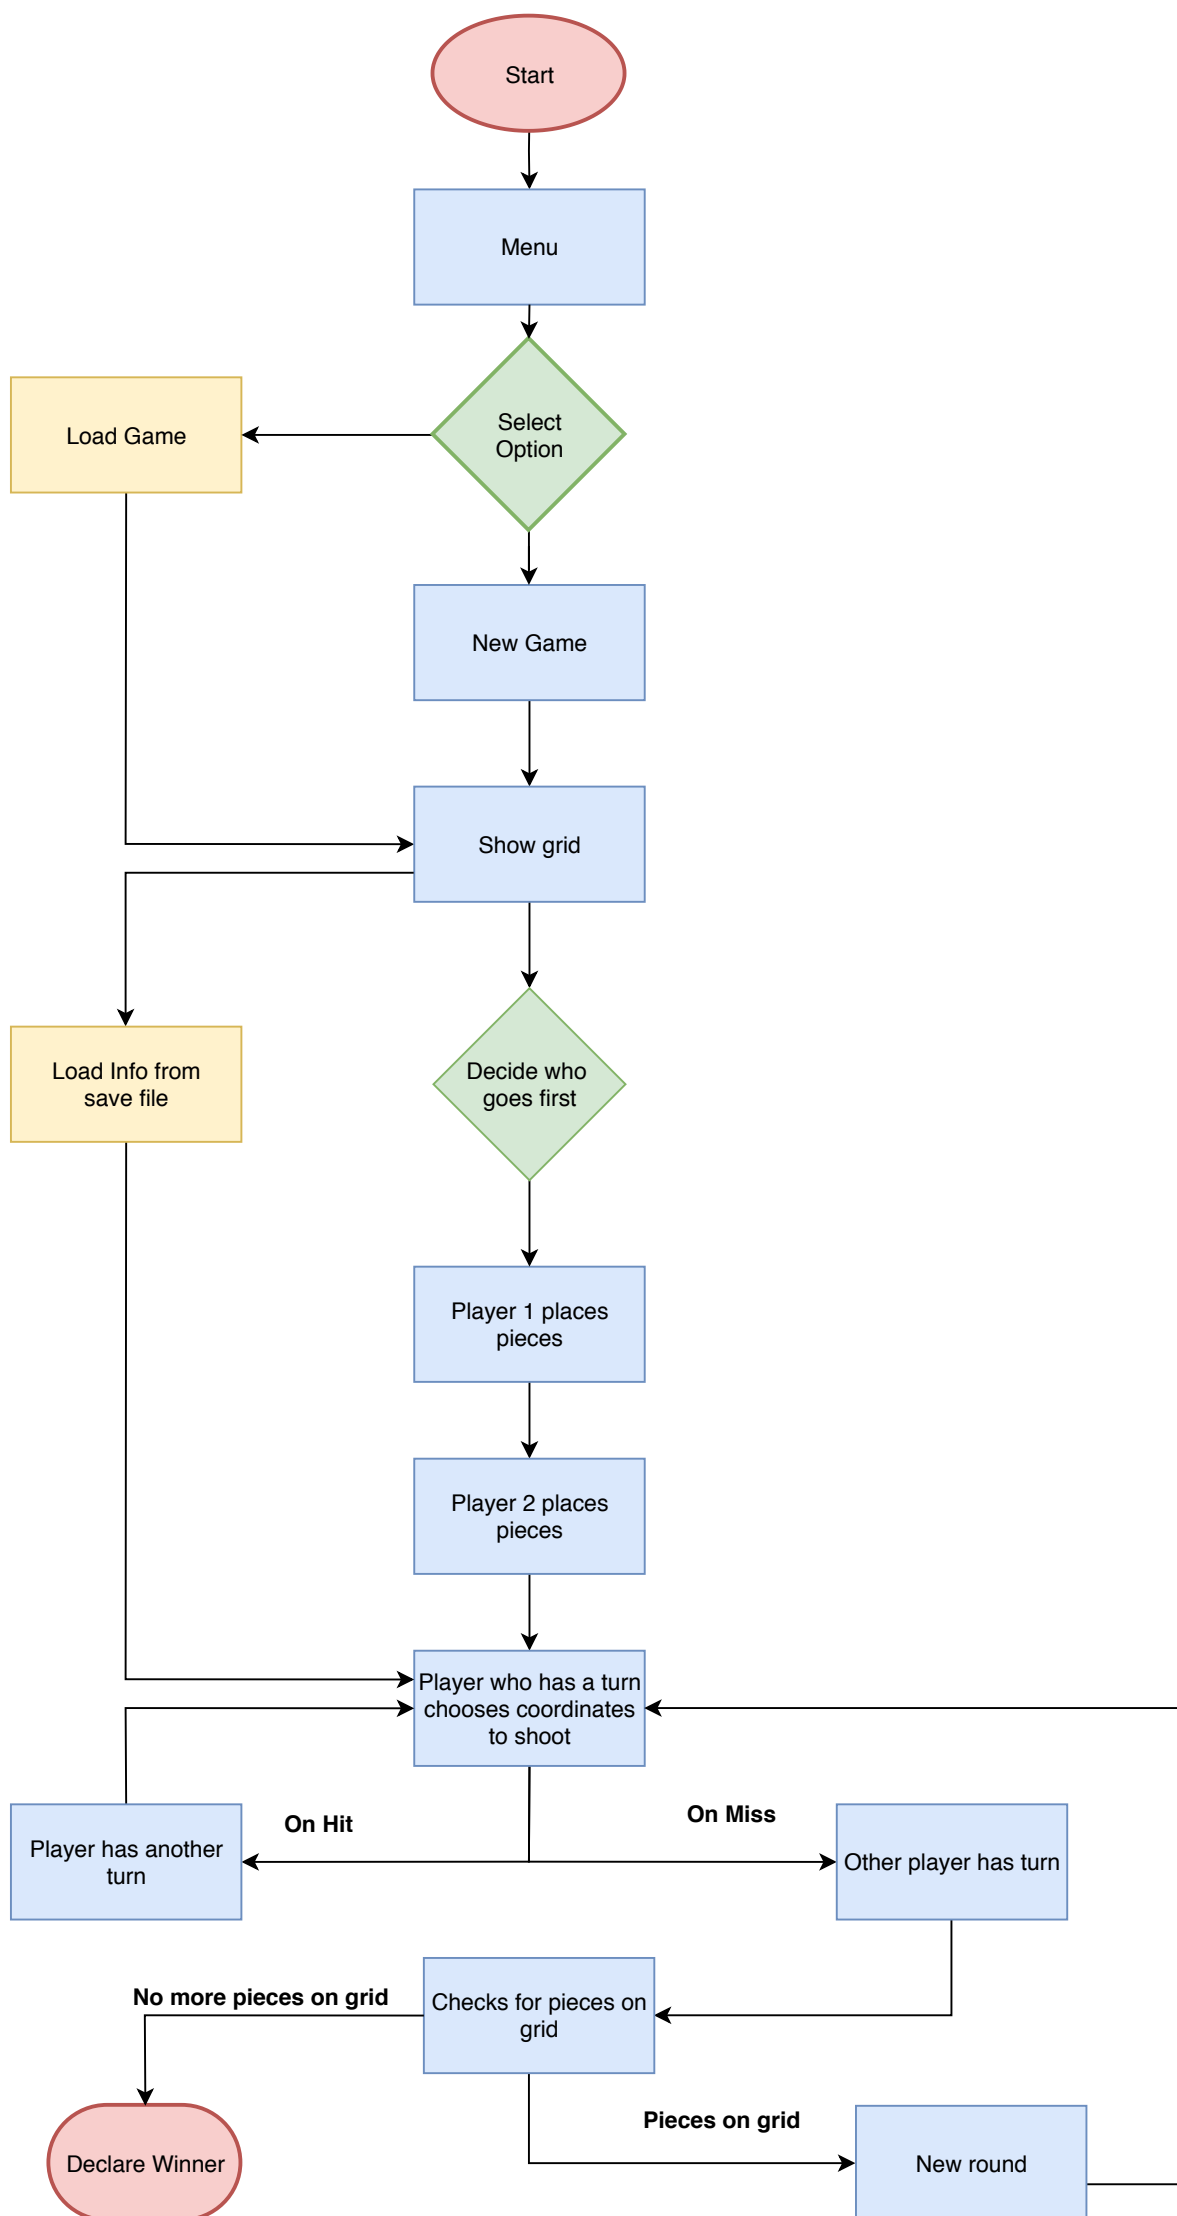 Start
Menu
Select
Option
Load Game
New Game
Show grid
Load Info from
save file
Decide who
goes first
Player 1 places
pieces
Player 2 places
pieces
Player who has a turn
chooses coordinates
to shoot
On Hit
On Miss
Player has another
turn
Other player has turn
No more pieces on grid
Checks for pieces on
grid
Pieces on grid
Declare Winner
New round